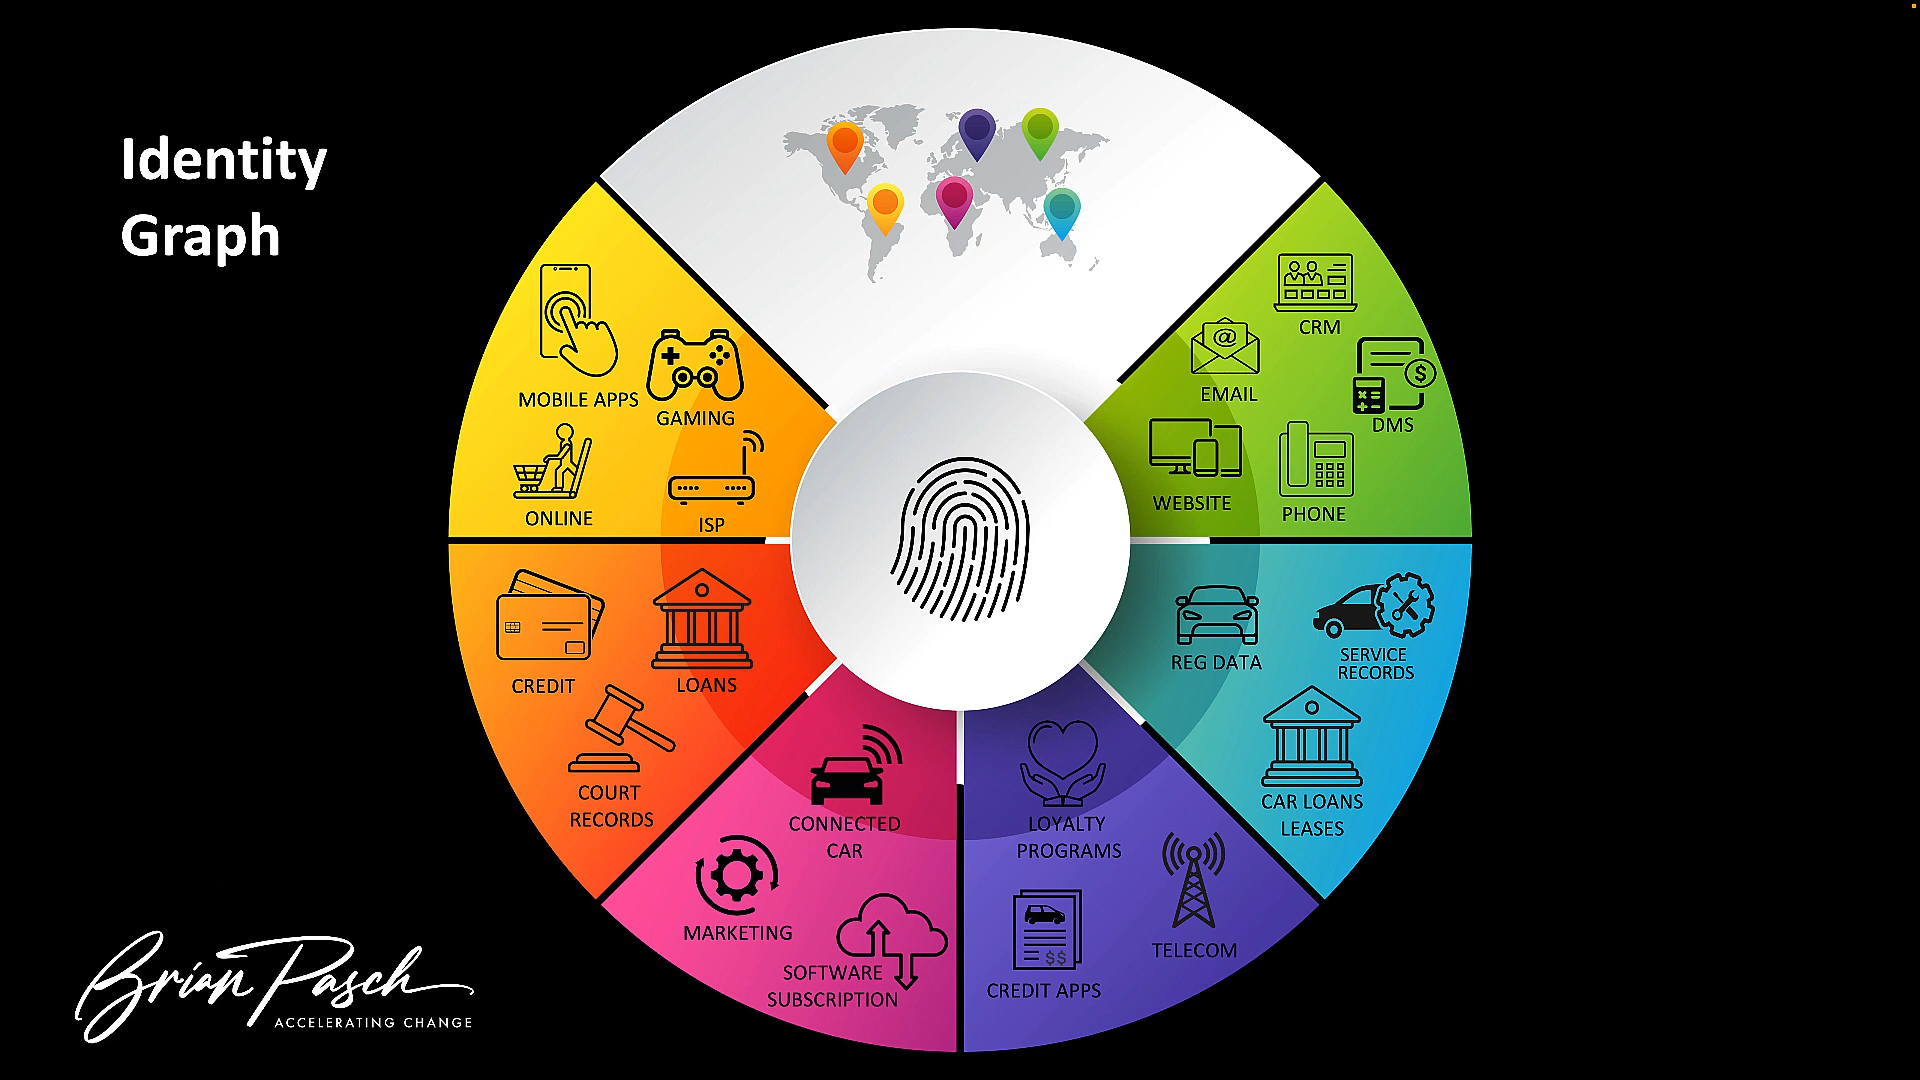 Identity
Graph
MOBILE APPS
GAMING
ONLINE
ISP
CRM
EMAIL
DMS
WEBSITE
PHONE
CREDIT
LOANS
COURT
RECORDS
REG DATA
SERVICE
RECORDS
CAR LOANS
LEASES
CONNECTED
CAR
MARKETING
SOFTWARE
SUBSCRIPTION
LOYALTY
PROGRAMS
TELECOM
CREDIT APPS
$
@
$$
Brian Pasch
ACCELERATING CHANGE